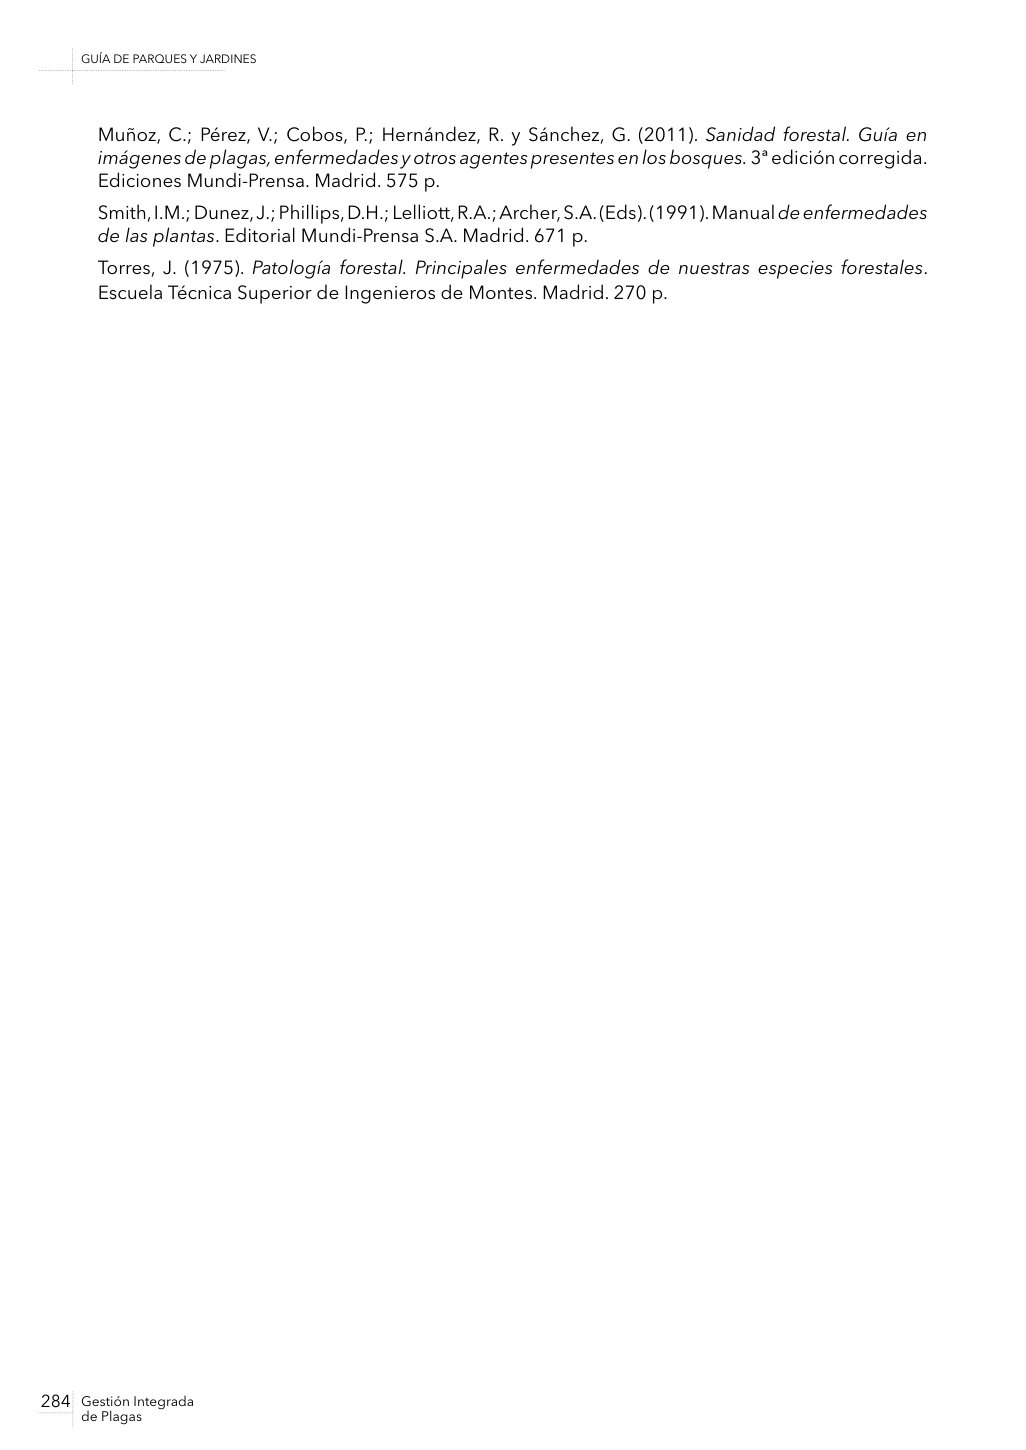 GUÍA DE PARQUES Y JARDINES
Muñoz, C.; Pérez, V.; Cobos, P.; Hernández, R. y Sánchez, G. (2011). Sanidad forestal. Guía en
imágenes de plagas, enfermedades y otros agentes presentes en los bosques. 3ª edición corregida.
Ediciones Mundi-Prensa. Madrid. 575 p.
Smith, I.M.; Dunez, J.; Phillips, D.H.; Lelliott, R.A.; Archer, S.A. (Eds). (1991). Manual de enfermedades
de las plantas. Editorial Mundi-Prensa S.A. Madrid. 671 p.
Torres, J. (1975). Patología forestal. Principales enfermedades de nuestras especies forestales.
Escuela Técnica Superior de Ingenieros de Montes. Madrid. 270 p.
284 Gestión Integrada
de Plagas